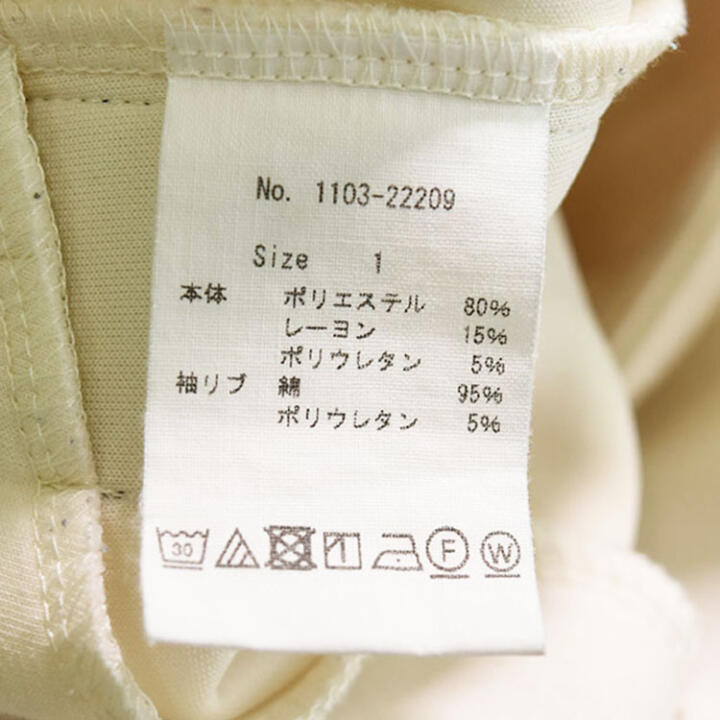 No. 1103-22209
Size 1
本体 ポリエステル 80%
レーヨン 15%
ポリウレタン 5%
袖リブ 綿 95%
ポリウレタン 5%
30 F W